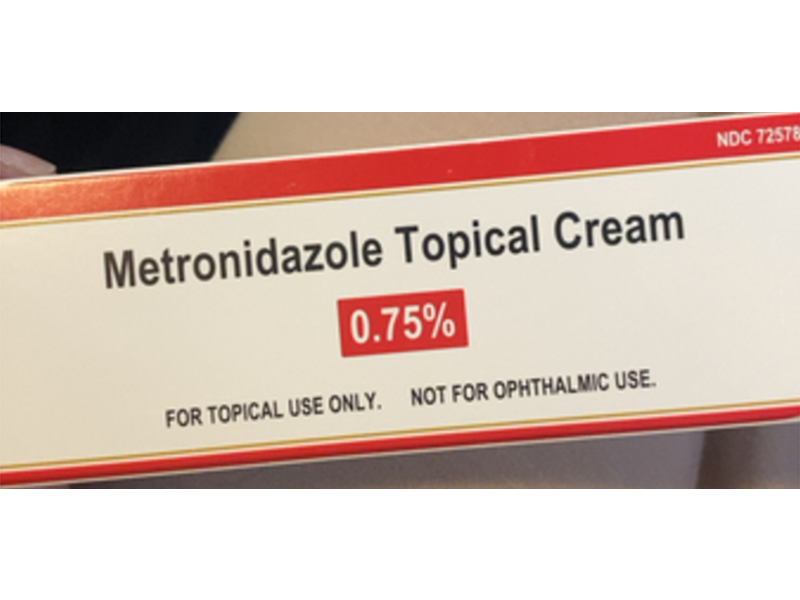 NDC 72578
Metronidazole Topical Cream
0.75%
FOR TOPICAL USE ONLY. NOT FOR OPHTHALMIC USE.